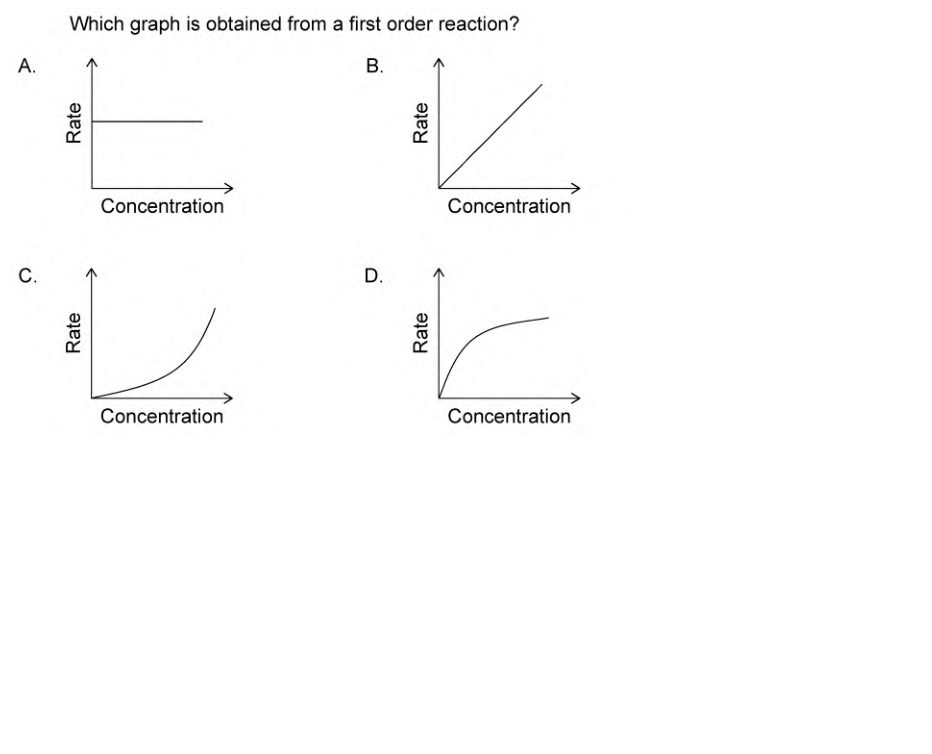 Which graph is obtained from a first order reaction?
A.
Rate
Concentration
B.
Rate
Concentration
C.
Rate
Concentration
D.
Rate
Concentration